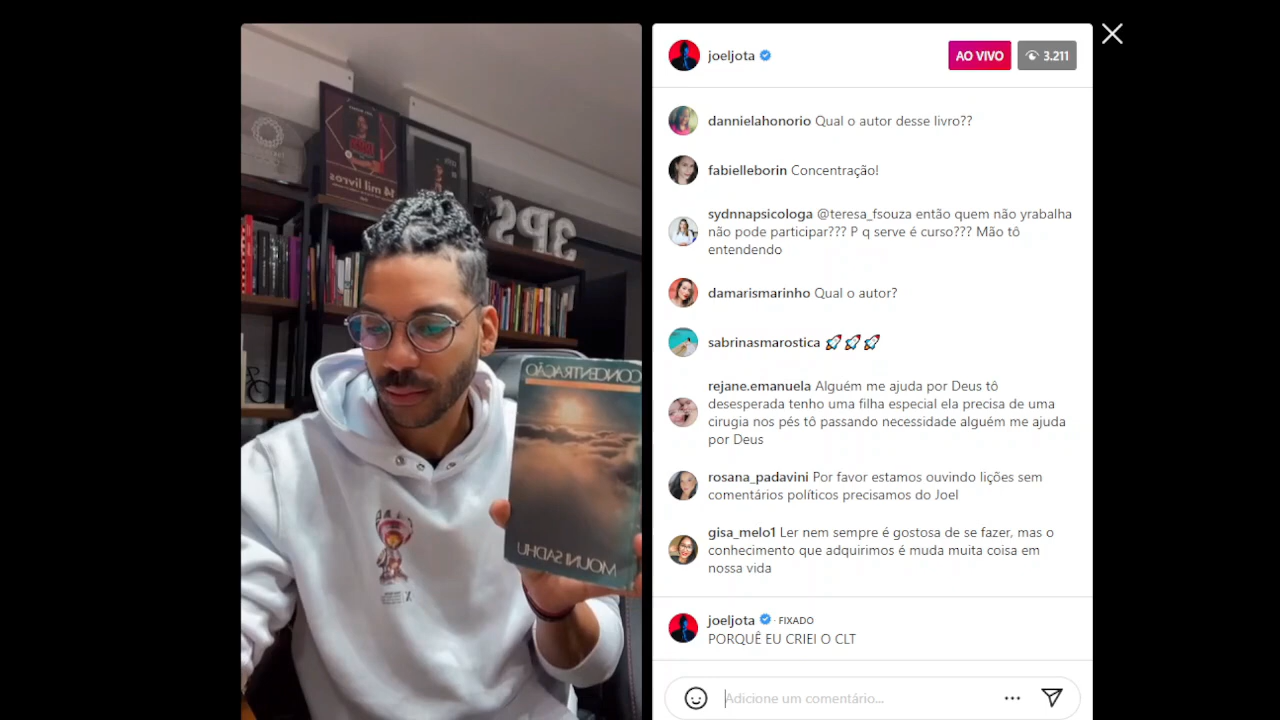 joeljota
AO VIVO
3.211
dannielahonorio Qual o autor desse livro??
fabielleborin Concentração!
sydnnapsicologa @teresa_fsouza então quem não yrabalha
não pode participar??? P q serve é curso??? Mão tô
entendendo
damarismarinho Qual o autor?
sabrinasmarostica 🚀🚀🚀
rejane.emanuela Alguém me ajuda por Deus tô
desesperada tenho uma filha especial ela precisa de uma
cirugia nos pés tô passando necessidade alguém me ajuda
por Deus
rosana_padavini Por favor estamos ouvindo lições sem
comentários políticos precisamos do Joel
gisa_melo1 Ler nem sempre é gostosa de se fazer, mas o
conhecimento que adquirimos é muda muita coisa em
nossa vida
joeljota · FIXADO
PORQUÊ EU CRIEI O CLT
Adicione um comentário...
14 mil livros
3PS
CONCENTRAÇÃO
MOUNI SADHU